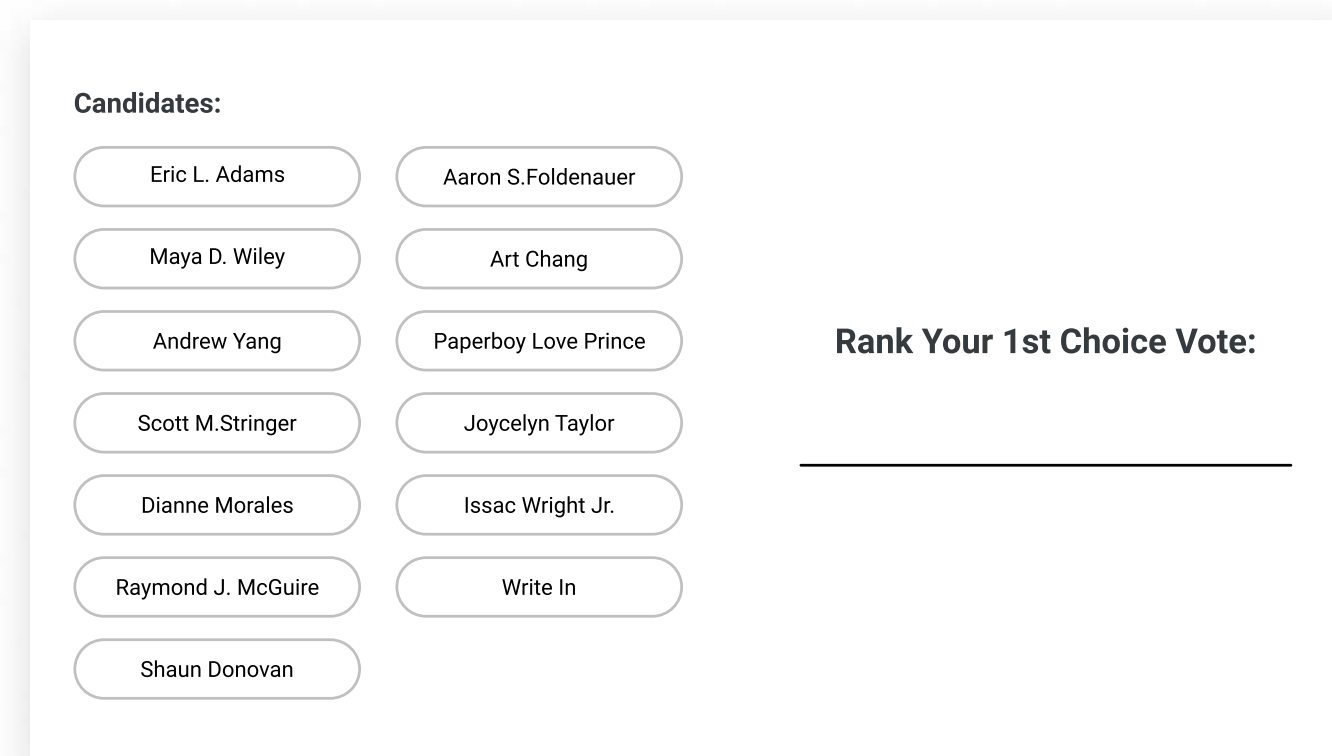 Candidates:
Eric L. Adams
Maya D. Wiley
Andrew Yang
Scott M.Stringer
Dianne Morales
Raymond J. McGuire
Shaun Donovan
Aaron S.Foldenauer
Art Chang
Paperboy Love Prince
Joycelyn Taylor
Issac Wright Jr.
Write In
Rank Your 1st Choice Vote: